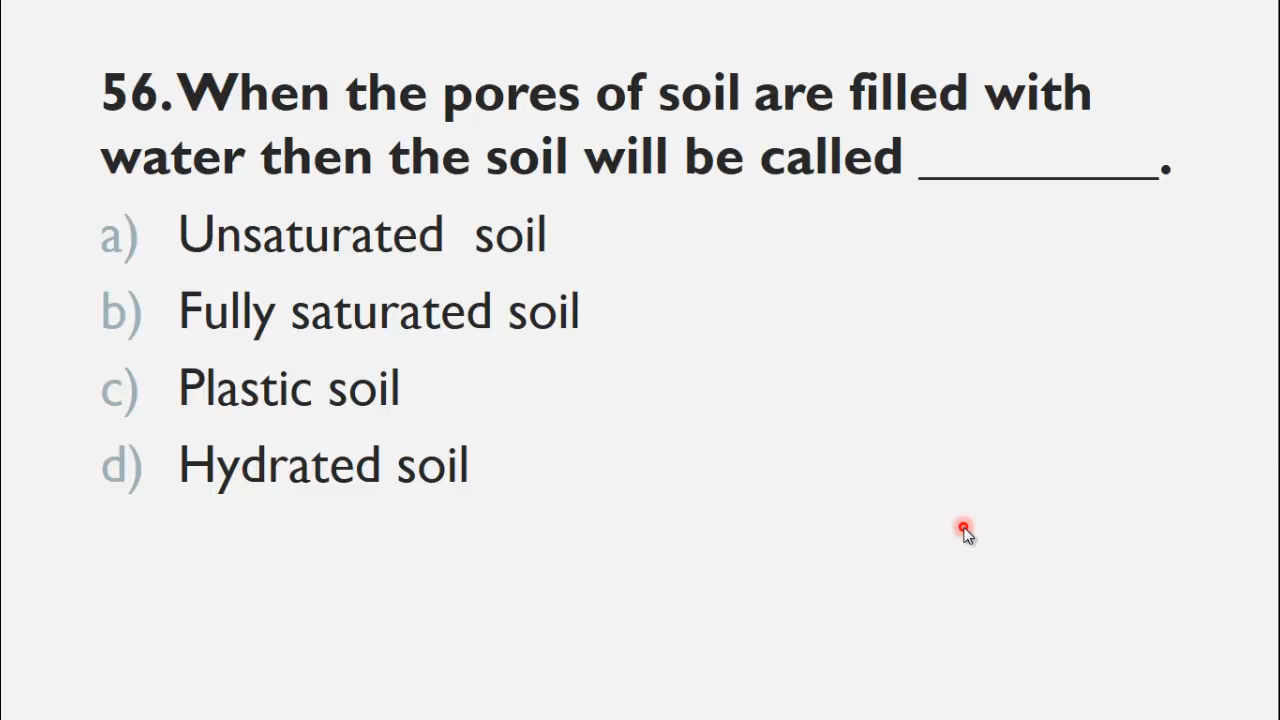 56. When the pores of soil are filled with
water then the soil will be called _________.
a) Unsaturated soil
b) Fully saturated soil
c) Plastic soil
d) Hydrated soil